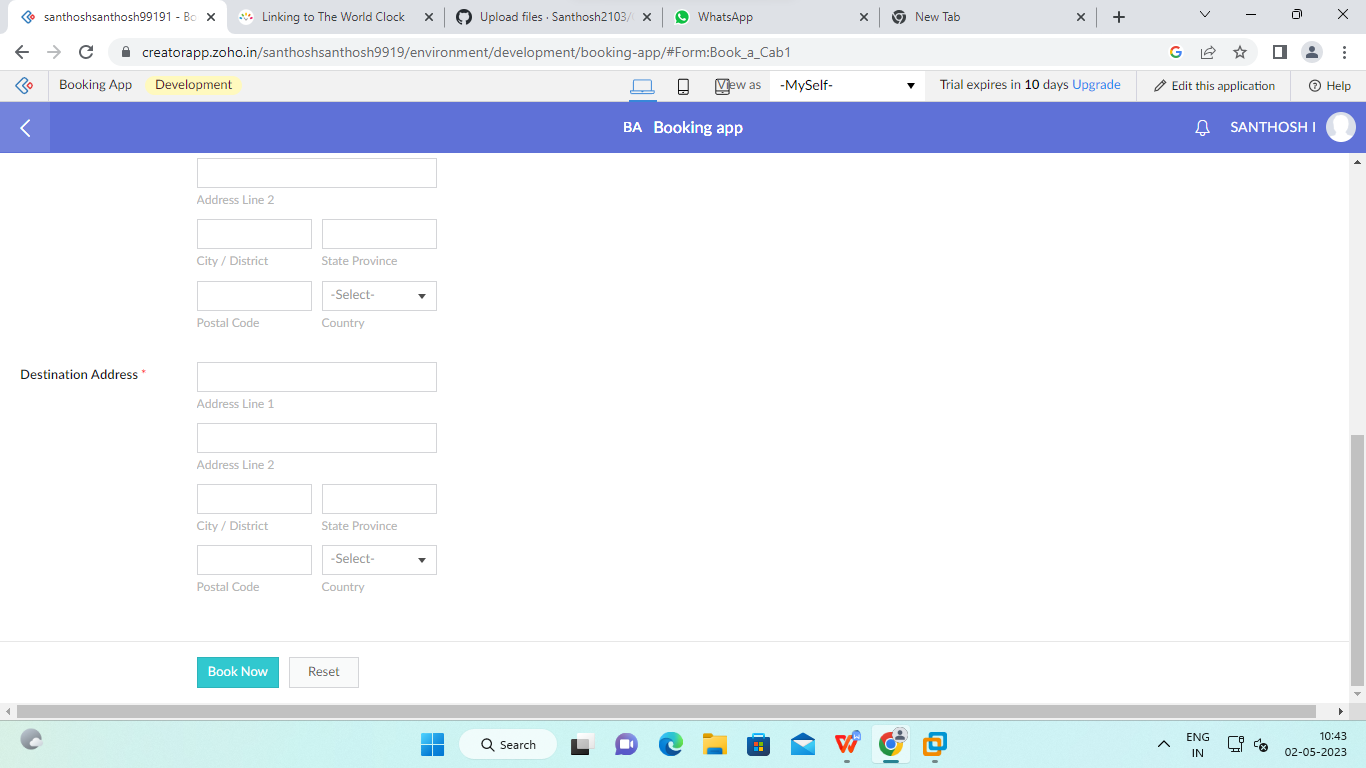 santhoshsanthosh99191 - Bo
Linking to The World Clock
Upload files · Santhosh2103/
WhatsApp
New Tab
creatorapp.zoho.in/santhoshsanthosh9919/environment/development/booking-app/#Form:Book_a_Cab1
Booking App
Development
View as
-MySelf-
Trial expires in 10 days Upgrade
Edit this application
Help
BA Booking app
SANTHOSH I
Address Line 2
City / District
State Province
-Select-
Postal Code
Country
Destination Address *
Address Line 1
Address Line 2
City / District
State Province
-Select-
Postal Code
Country
Book Now
Reset
Search
ENG
IN
10:43
02-05-2023